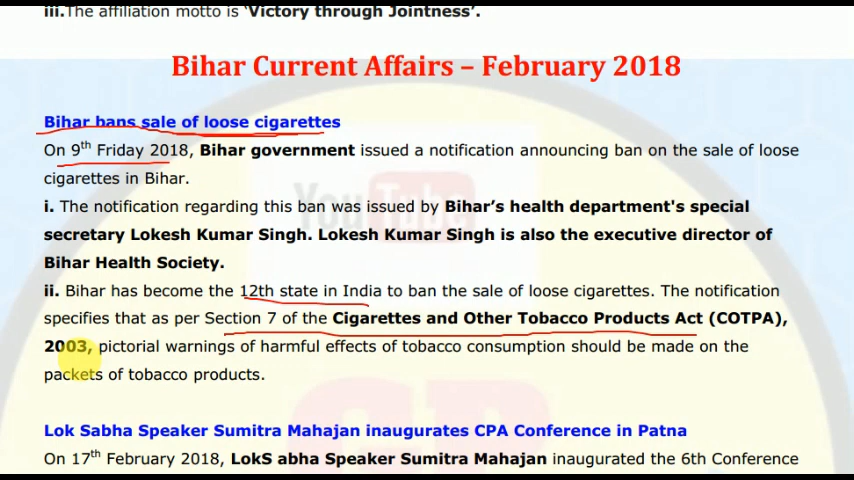 iii.The affiliation motto is ‘Victory through Jointness’.
Bihar Current Affairs – February 2018
Bihar bans sale of loose cigarettes
On 9th Friday 2018, Bihar government issued a notification announcing ban on the sale of loose
cigarettes in Bihar.
i. The notification regarding this ban was issued by Bihar’s health department's special
secretary Lokesh Kumar Singh. Lokesh Kumar Singh is also the executive director of
Bihar Health Society.
ii. Bihar has become the 12th state in India to ban the sale of loose cigarettes. The notification
specifies that as per Section 7 of the Cigarettes and Other Tobacco Products Act (COTPA),
2003, pictorial warnings of harmful effects of tobacco consumption should be made on the
packets of tobacco products.
Lok Sabha Speaker Sumitra Mahajan inaugurates CPA Conference in Patna
On 17th February 2018, LokS abha Speaker Sumitra Mahajan inaugurated the 6th Conference
YouTube